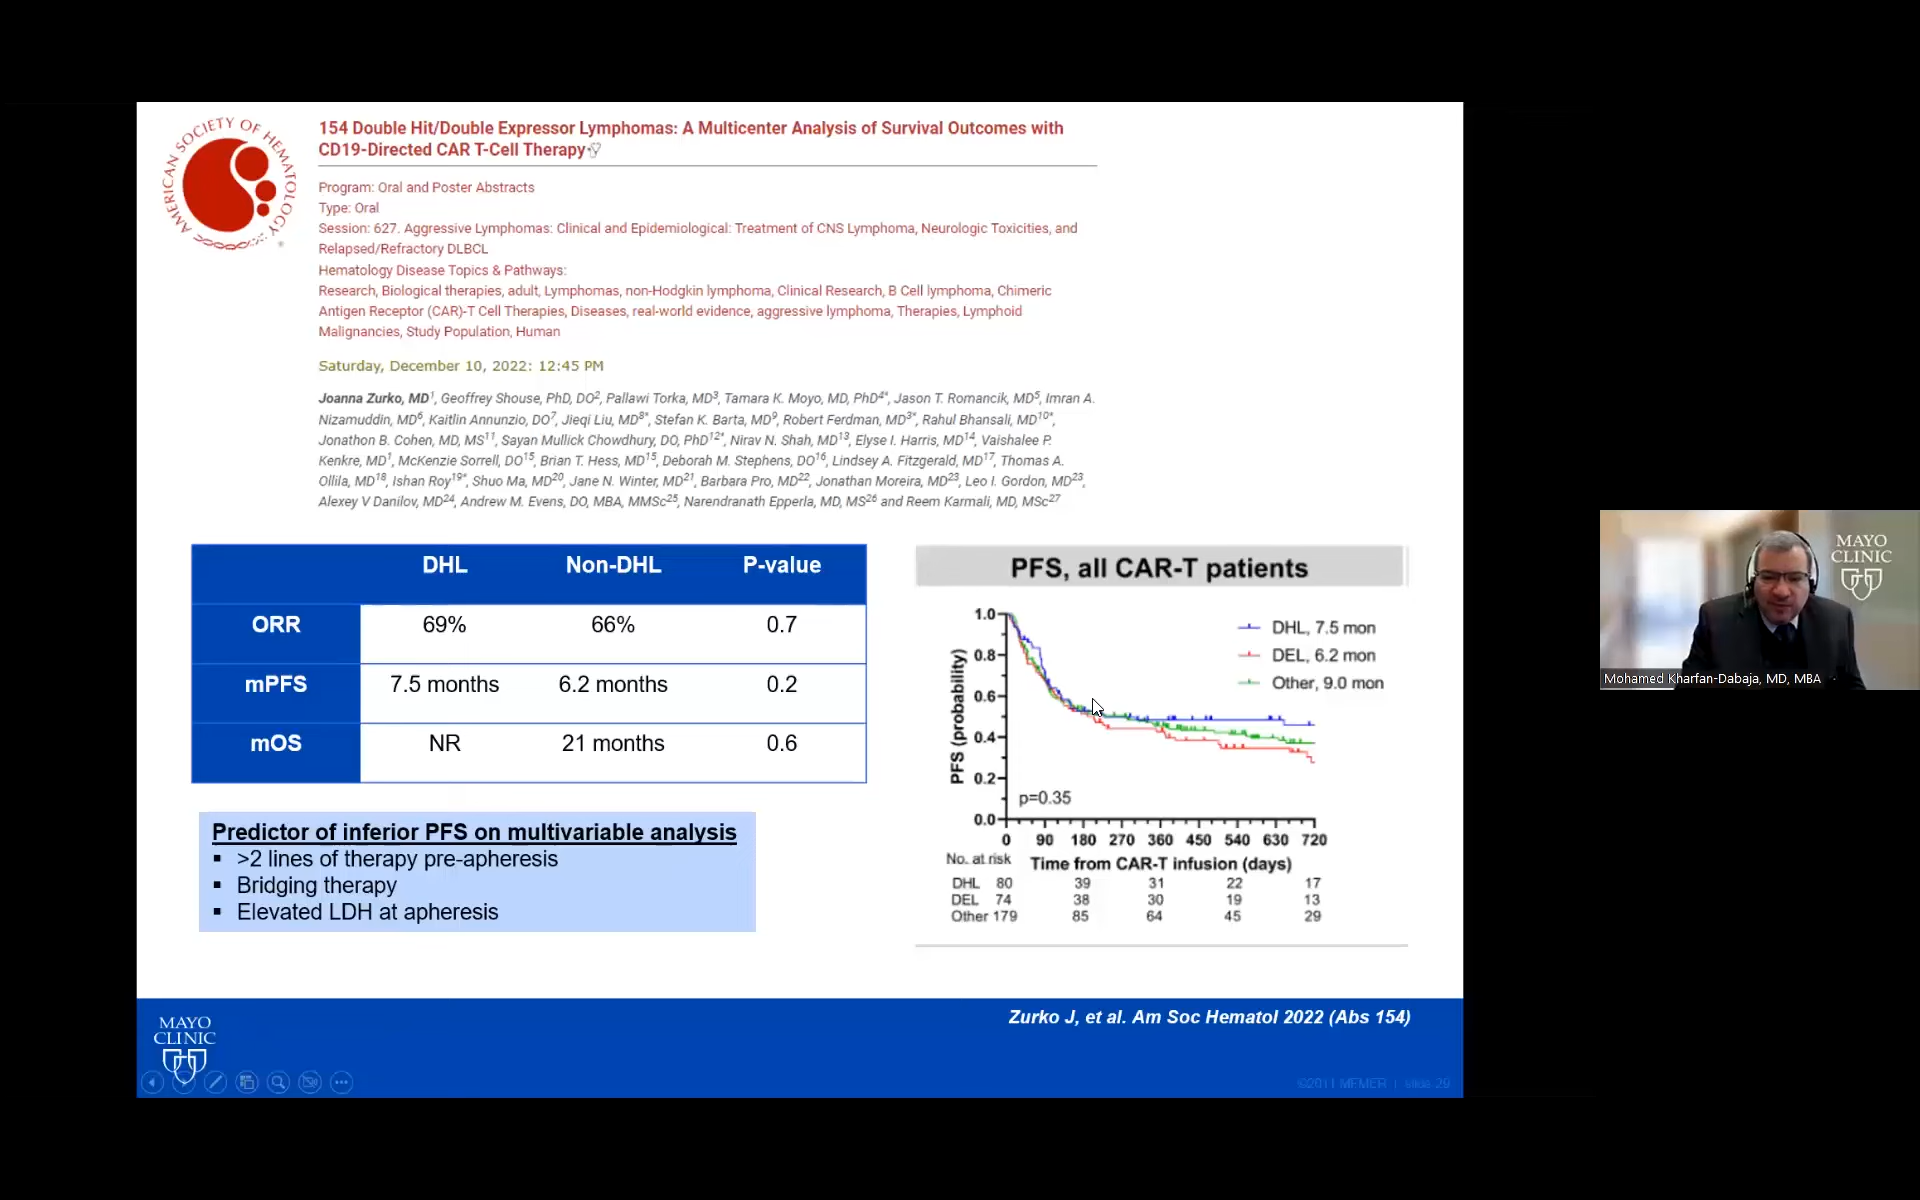 AMERICAN SOCIETY OF HEMATOLOGY
154 Double Hit/Double Expressor Lymphomas: A Multicenter Analysis of Survival Outcomes with
CD19-Directed CAR T-Cell Therapy
Program: Oral and Poster Abstracts
Type: Oral
Session: 627. Aggressive Lymphomas: Clinical and Epidemiological: Treatment of CNS Lymphoma, Neurologic Toxicities, and
Relapsed/Refractory DLBCL
Hematology Disease Topics & Pathways:
Research, Biological therapies, adult, Lymphomas, non-Hodgkin lymphoma, Clinical Research, B Cell lymphoma, Chimeric
Antigen Receptor (CAR)-T Cell Therapies, Diseases, real-world evidence, aggressive lymphoma, Therapies, Lymphoid
Malignancies, Study Population, Human
Saturday, December 10, 2022: 12:45 PM
Joanna Zurko, MD1, Geoffrey Shouse, PhD, DO2, Pallawi Torka, MD3, Tamara K. Moyo, MD, PhD4*, Jason T. Romancik, MD5, Imran A.
Nizamuddin, MD6, Kaitlin Annunzio, DO7, Jieqi Liu, MD8*, Stefan K. Barta, MD9, Robert Ferdman, MD3*, Rahul Bhansali, MD10*,
Jonathon B. Cohen, MD, MS11, Sayan Mullick Chowdhury, DO, PhD12*, Nirav N. Shah, MD13, Elyse I. Harris, MD14, Vaishalee P.
Kenkre, MD1, McKenzie Sorrell, DO15, Brian T. Hess, MD15, Deborah M. Stephens, DO16, Lindsey A. Fitzgerald, MD17, Thomas A.
Ollila, MD18, Ishan Roy19*, Shuo Ma, MD20, Jane N. Winter, MD21, Barbara Pro, MD22, Jonathan Moreira, MD23, Leo I. Gordon, MD23,
Alexey V Danilov, MD24, Andrew M. Evens, DO, MBA, MMSc25, Narendranath Epperla, MD, MS26 and Reem Karmali, MD, MSc27
DHL Non-DHL P-value
ORR 69% 66% 0.7
mPFS 7.5 months 6.2 months 0.2
mOS NR 21 months 0.6
Predictor of inferior PFS on multivariable analysis
▪ >2 lines of therapy pre-apheresis
▪ Bridging therapy
▪ Elevated LDH at apheresis
PFS, all CAR-T patients
DHL, 7.5 mon
DEL, 6.2 mon
Other, 9.0 mon
PFS (probability)
1.0
0.8
0.6
0.4
0.2
0.0
p=0.35
0 90 180 270 360 450 540 630 720
Time from CAR-T infusion (days)
No. at risk
DHL 80 39 31 22 17
DEL 74 38 30 19 13
Other 179 85 64 45 29
Zurko J, et al. Am Soc Hematol 2022 (Abs 154)
MAYO
CLINIC
©2011 MFMER | slide-29
MAYO
CLINIC
Mohamed Kharfan-Dabaja, MD, MBA